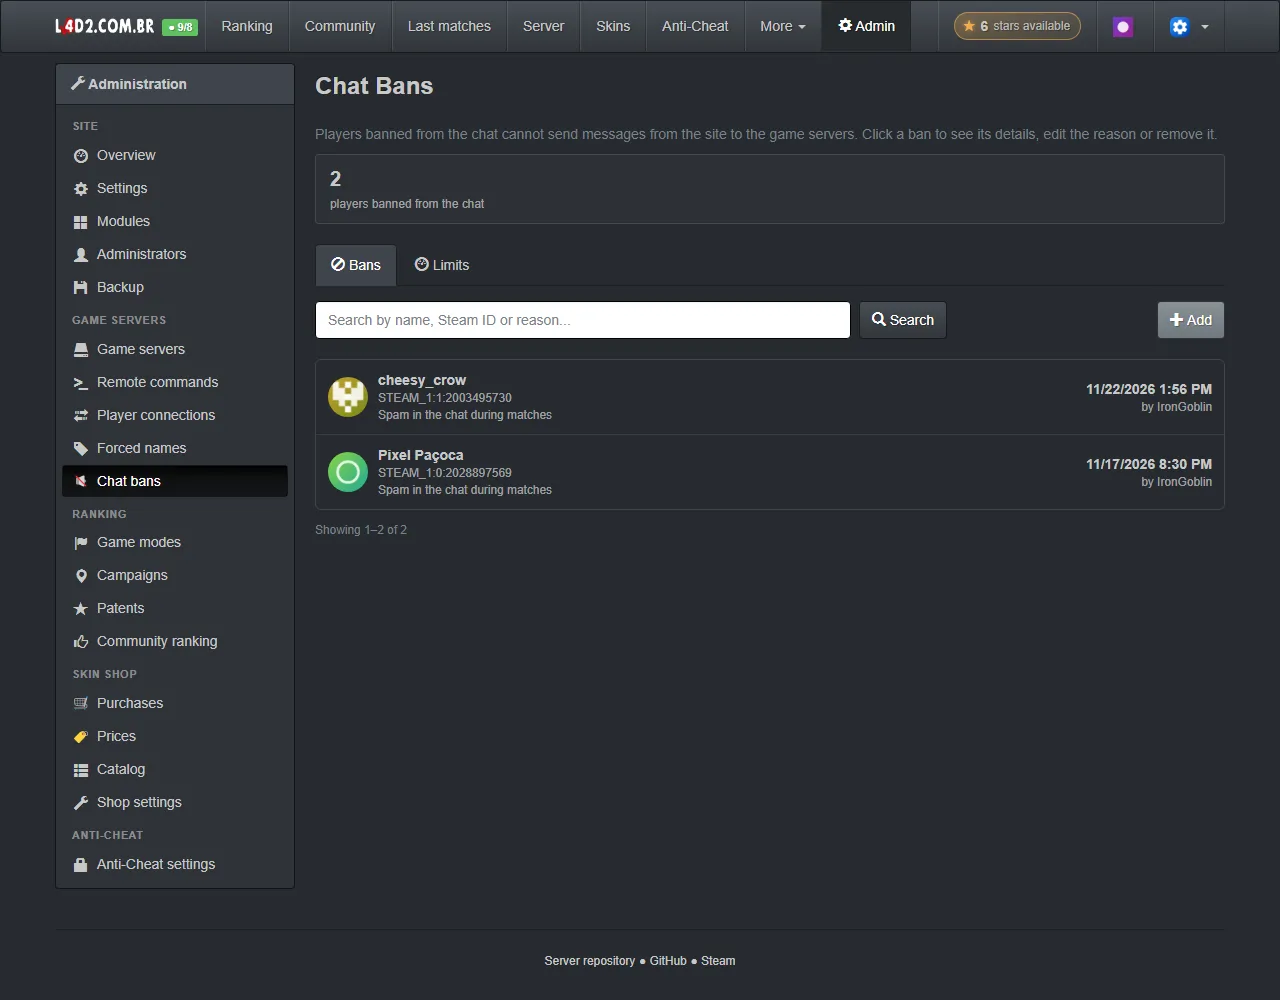 L4D2.COM.BR
9/8
Ranking
Community
Last matches
Server
Skins
Anti-Cheat
More
Admin
6 stars available
Administration
SITE
Overview
Settings
Modules
Administrators
Backup
GAME SERVERS
Game servers
Remote commands
Player connections
Forced names
Chat bans
RANKING
Game modes
Campaigns
Patents
Community ranking
SKIN SHOP
Purchases
Prices
Catalog
Shop settings
ANTI-CHEAT
Anti-Cheat settings
Chat Bans
Players banned from the chat cannot send messages from the site to the game servers. Click a ban to see its details, edit the reason or remove it.
2
players banned from the chat
Bans
Limits
Search by name, Steam ID or reason...
Search
Add
cheesy_crow
STEAM_1:1:2003495730
Spam in the chat during matches
11/22/2026 1:56 PM
by IronGoblin
Pixel Paçoca
STEAM_1:0:2028897569
Spam in the chat during matches
11/17/2026 8:30 PM
by IronGoblin
Showing 1–2 of 2
Server repository ● GitHub ● Steam